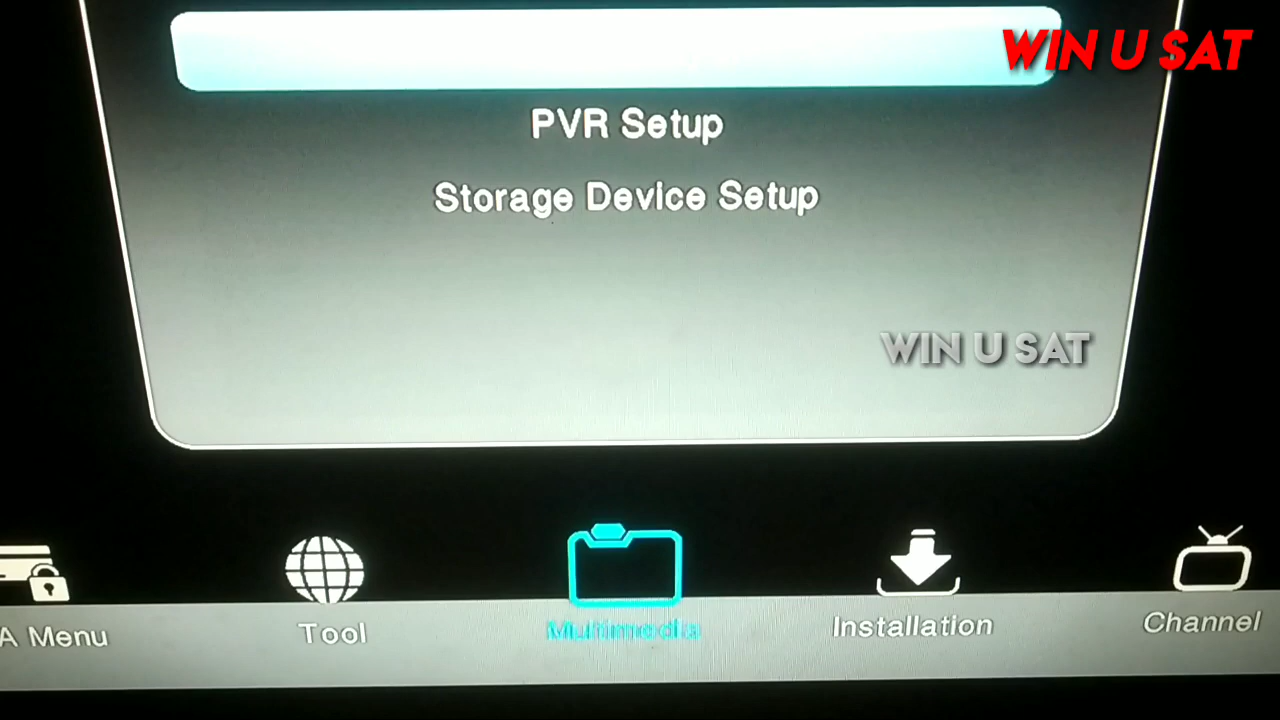 WIN U SAT
PVR Setup
Storage Device Setup
WIN U SAT
A Menu
Tool
Multimedia
Installation
Channel